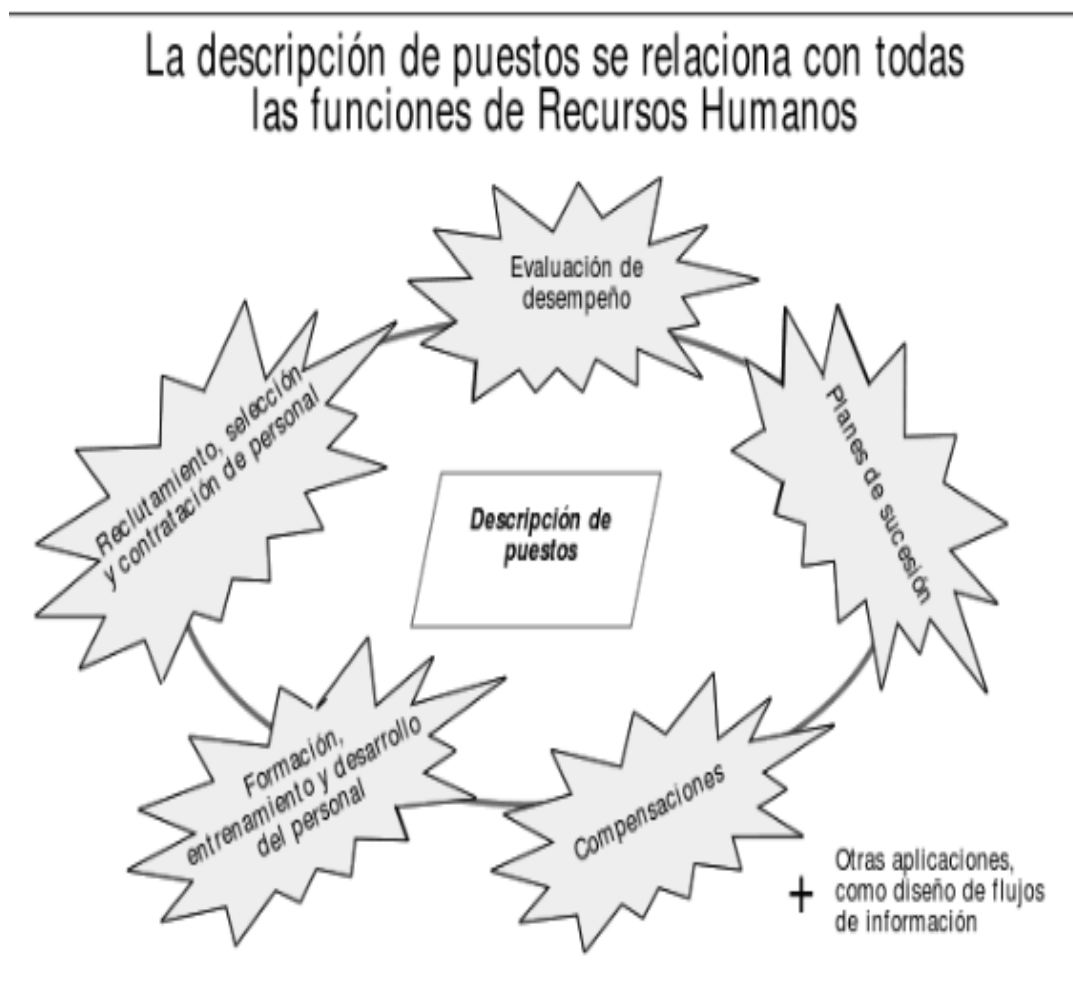 La descripción de puestos se relaciona con todas
las funciones de Recursos Humanos
Evaluación de
desempeño
Reclutamiento, selección
y contratación de personal
Planes de sucesión
Descripción de
puestos
Formación,
entrenamiento y desarrollo
del personal
Compensaciones
+
Otras aplicaciones,
como diseño de flujos
de información